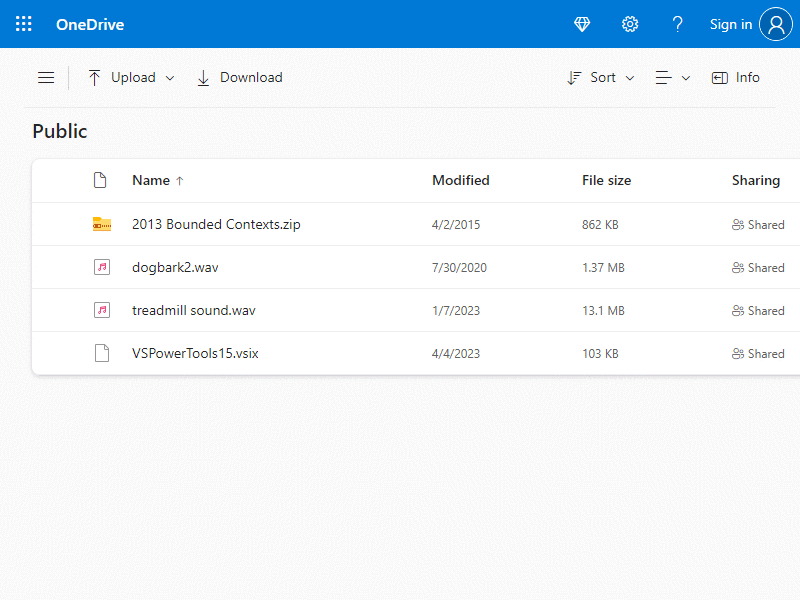 OneDrive Sign in
Upload Download Sort Info
Public
Name Modified File size Sharing
2013 Bounded Contexts.zip 4/2/2015 862 KB Shared
dogbark2.wav 7/30/2020 1.37 MB Shared
treadmill sound.wav 1/7/2023 13.1 MB Shared
VSPowerTools15.vsix 4/4/2023 103 KB Shared